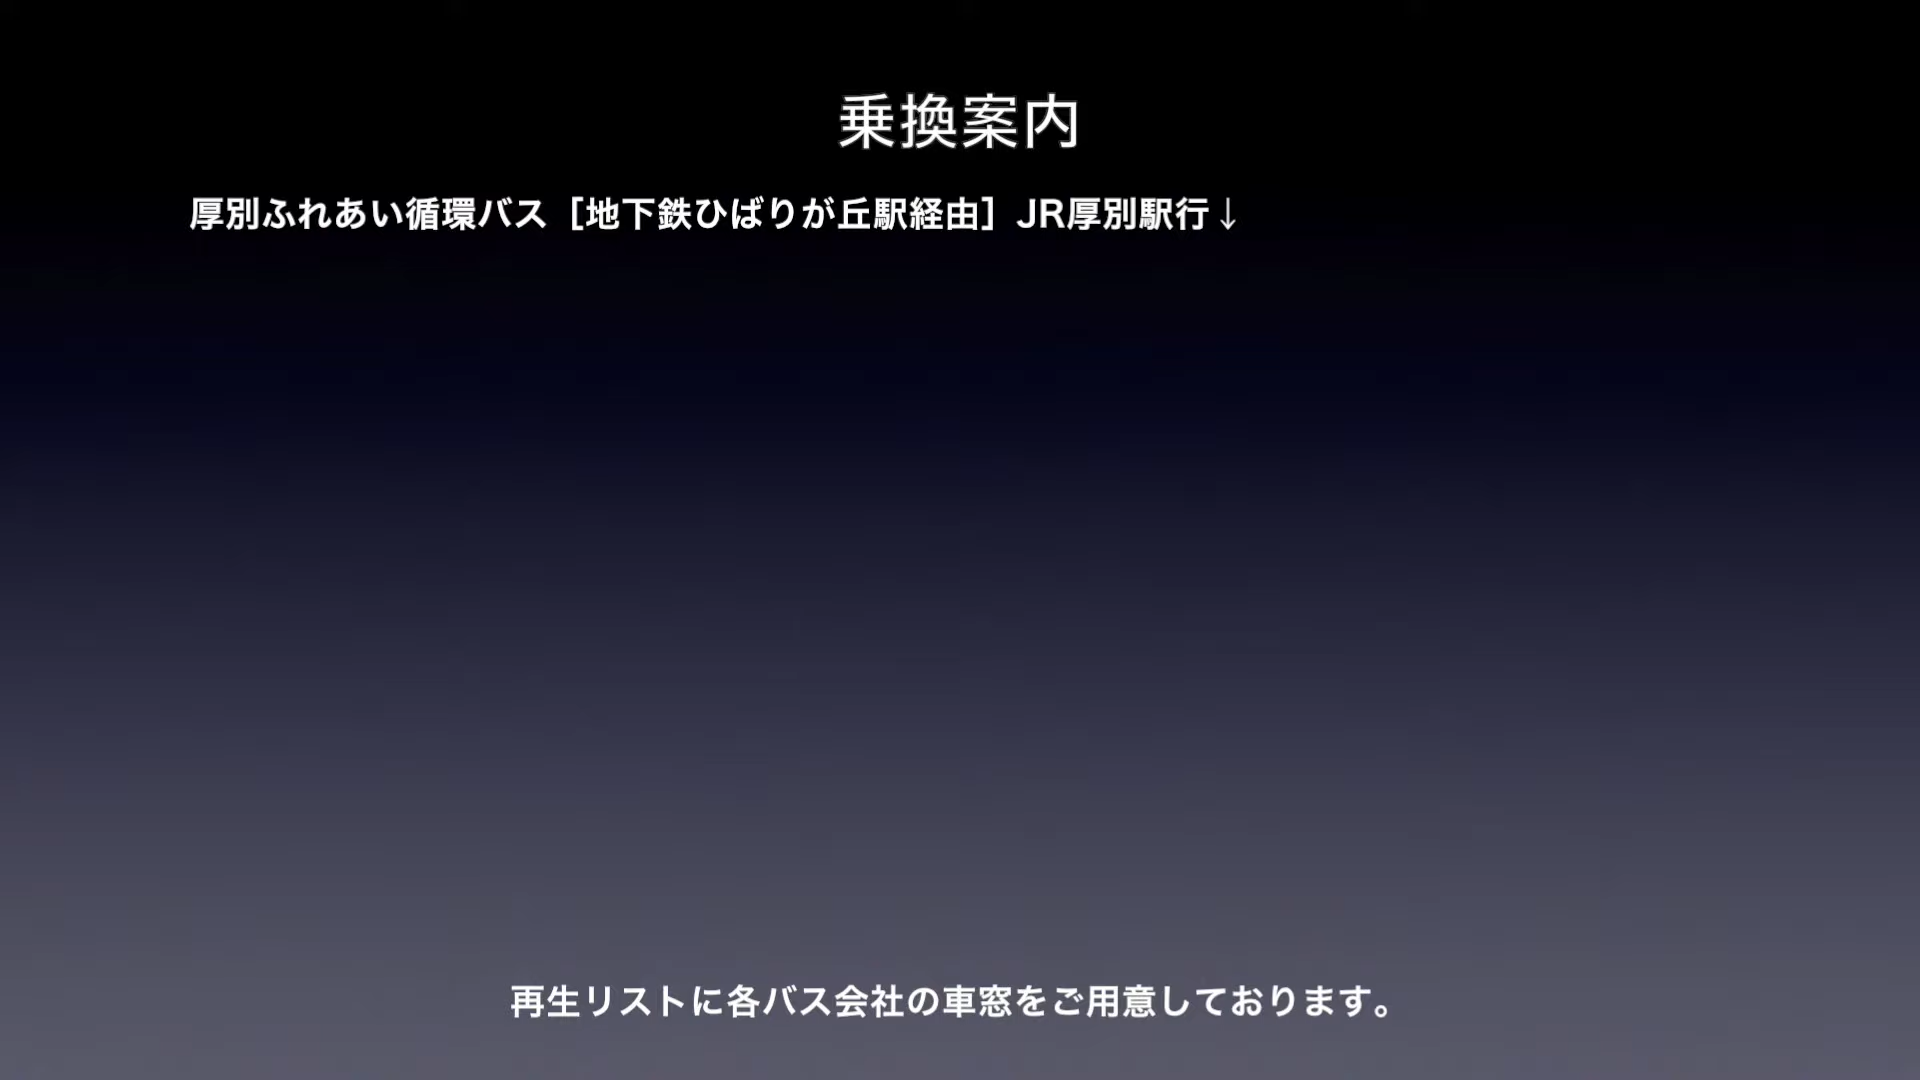 乗換案内
厚別ふれあい循環バス［地下鉄ひばりが丘駅経由］JR厚別駅行↓
再生リストに各バス会社の車窓をご用意しております。